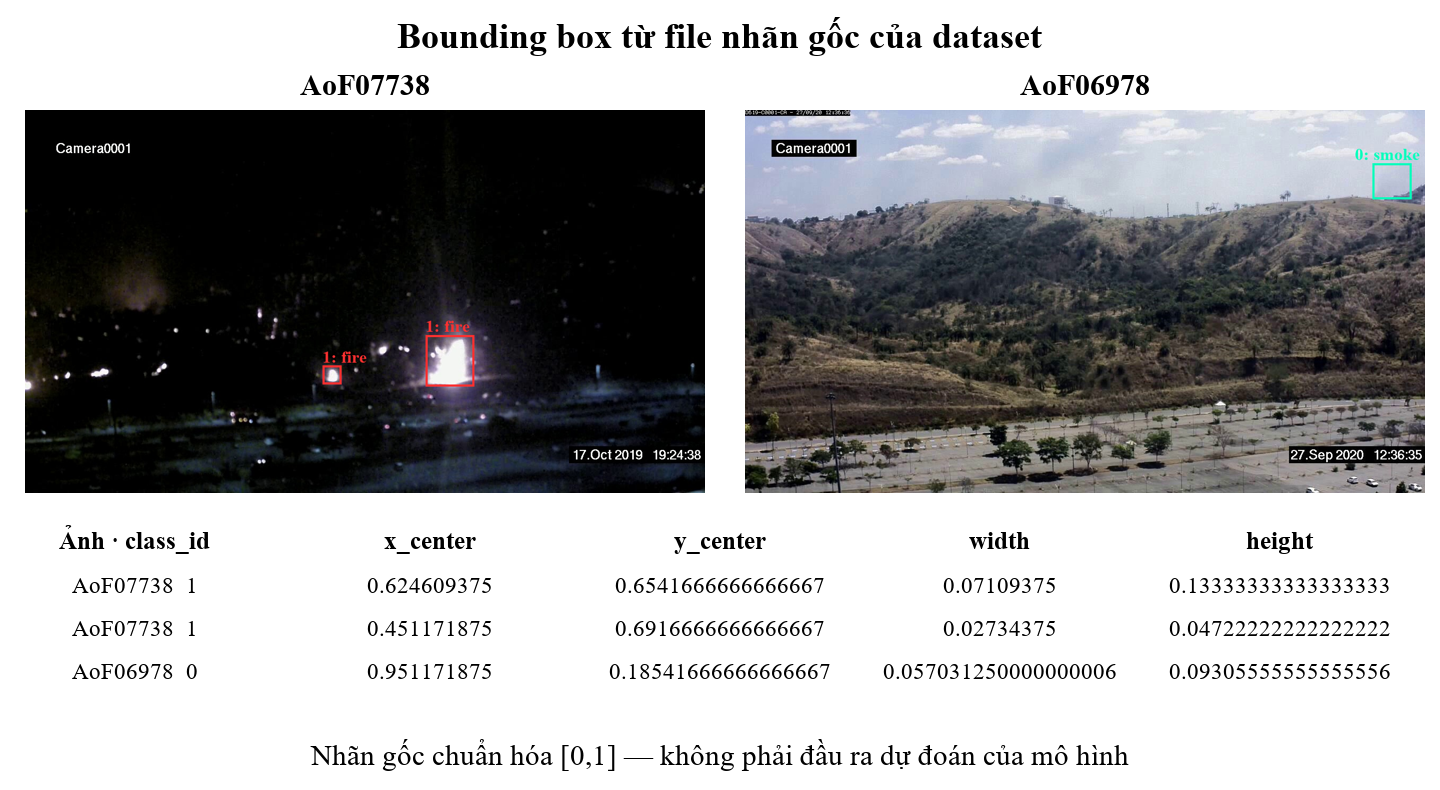 Bounding box từ file nhãn gốc của dataset
AoF07738
AoF06978
Camera0001
1: fire
1: fire
17.Oct 2019 19:24:38
Camera0001
0: smoke
27.Sep 2020 12:36:35
Ảnh · class_id x_center y_center width height
AoF07738 1 0.624609375 0.6541666666666667 0.07109375 0.13333333333333333
AoF07738 1 0.451171875 0.6916666666666667 0.02734375 0.04722222222222222
AoF06978 0 0.951171875 0.18541666666666667 0.057031250000000006 0.09305555555555556
Nhãn gốc chuẩn hóa [0,1] — không phải đầu ra dự đoán của mô hình